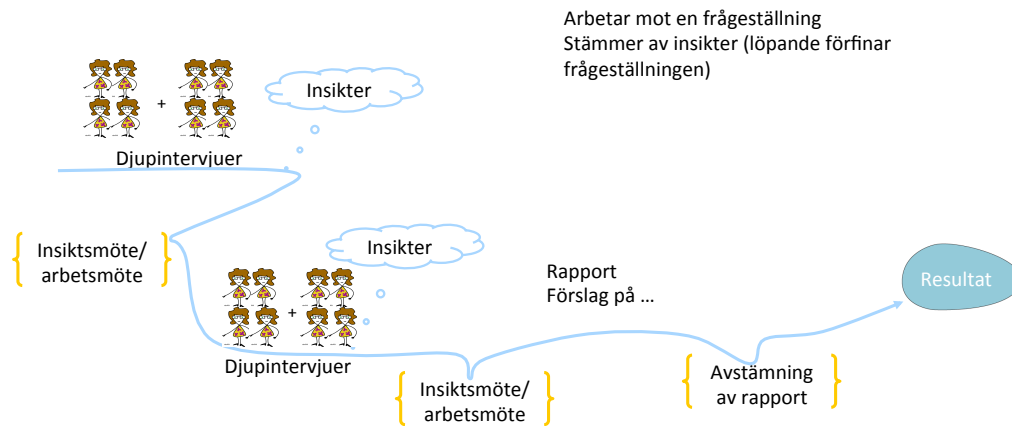 Arbetar mot en frågeställning
Stämmer av insikter (löpande förfinar
frågeställningen)
Insikter
+
Djupintervjuer
Insiktsmöte/
arbetsmöte
Insikter
+
Djupintervjuer
Insiktsmöte/
arbetsmöte
Rapport
Förslag på ...
Avstämning
av rapport
Resultat